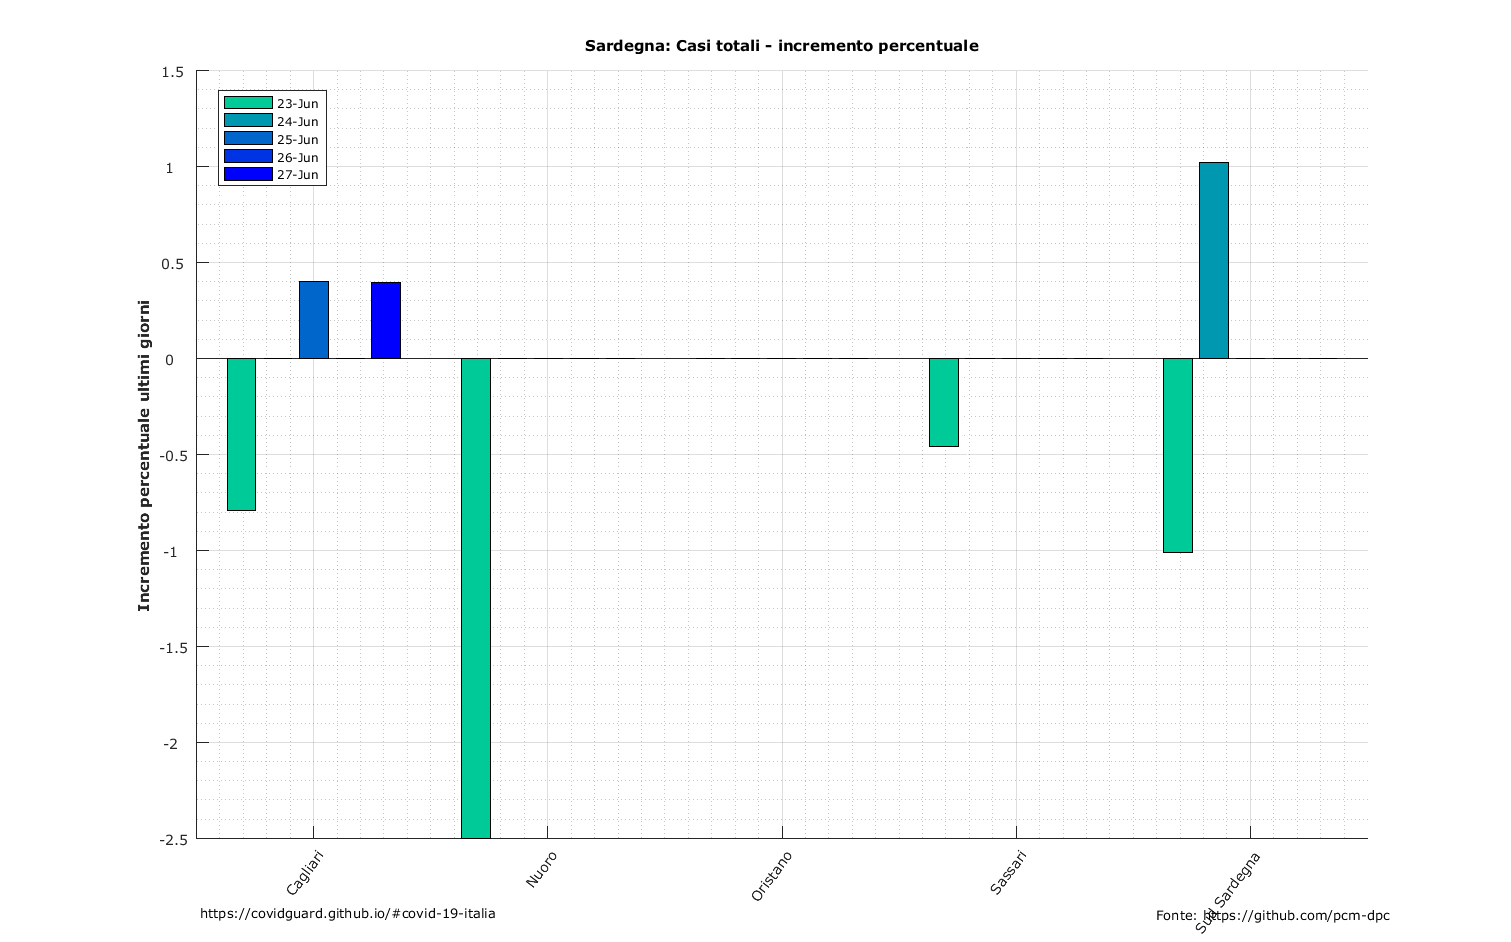 Sardegna: Casi totali - incremento percentuale
1.5
1
0.5
0
-0.5
-1
-1.5
-2
-2.5
Incremento percentuale ultimi giorni
23-Jun
24-Jun
25-Jun
26-Jun
27-Jun
Cagliari
Nuoro
Oristano
Sassari
Sud Sardegna
https://covidguard.github.io/#covid-19-italia
Fonte: https://github.com/pcm-dpc